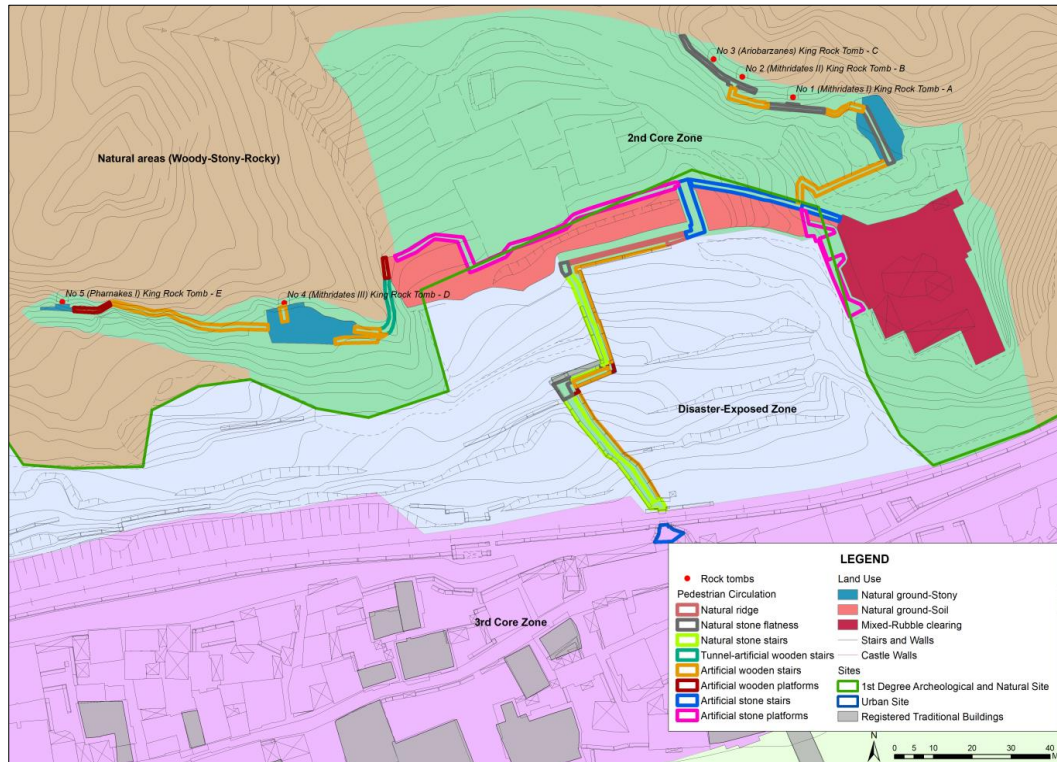 No 3 (Ariobarzanes) King Rock Tomb - C
No 2 (Mithridates II) King Rock Tomb - B
No 1 (Mithridates I) King Rock Tomb - A
2nd Core Zone
Natural areas (Woody-Stony-Rocky)
No 5 (Pharnakes I) King Rock Tomb - E
No 4 (Mithridates III) King Rock Tomb - D
Disaster-Exposed Zone
3rd Core Zone
LEGEND
Rock tombs
Pedestrian Circulation
Natural ridge
Natural stone flatness
Natural stone stairs
Tunnel-artificial wooden stairs
Artificial wooden stairs
Artificial wooden platforms
Artificial stone stairs
Artificial stone platforms
Land Use
Natural ground-Stony
Natural ground-Soil
Mixed-Rubble clearing
Stairs and Walls
Castle Walls
Sites
1st Degree Archeological and Natural Site
Urban Site
Registered Traditional Buildings
N
0 5 10 20 30 40
M